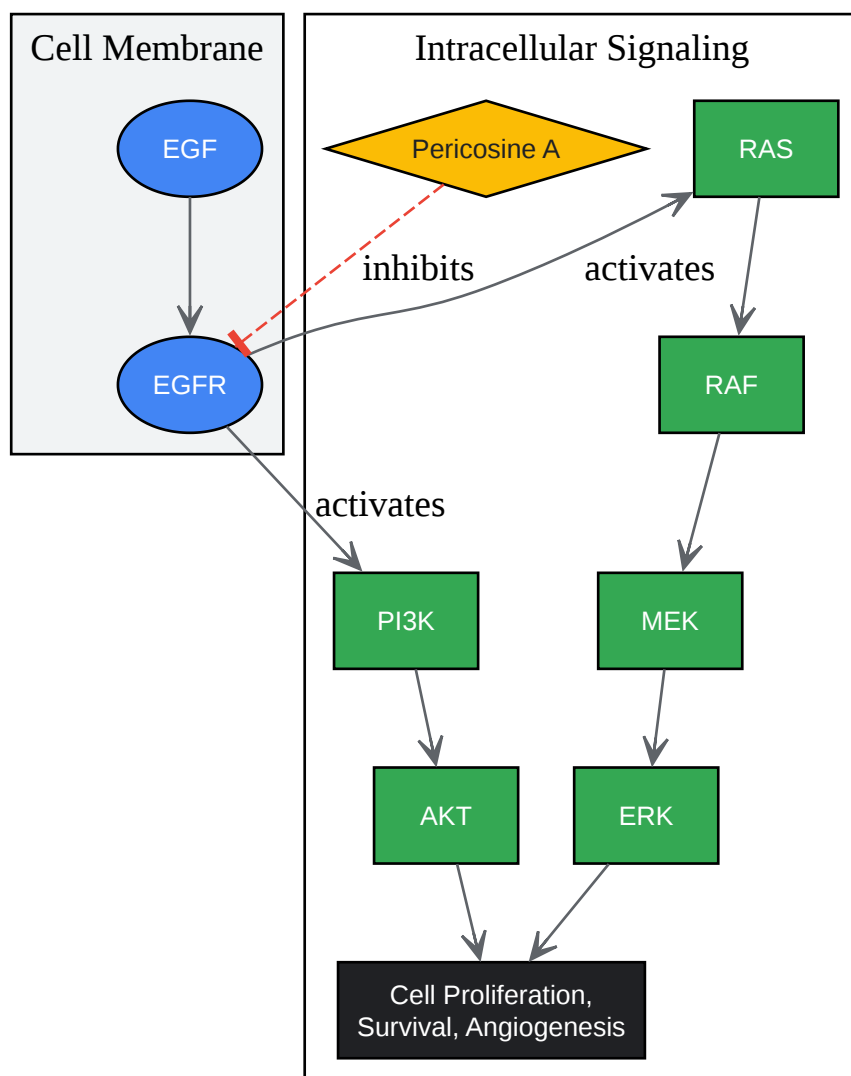 Cell Membrane
Intracellular Signaling
EGF
Pericosine A
RAS
inhibits
activates
EGFR
RAF
activates
PI3K
MEK
AKT
ERK
Cell Proliferation,
Survival, Angiogenesis